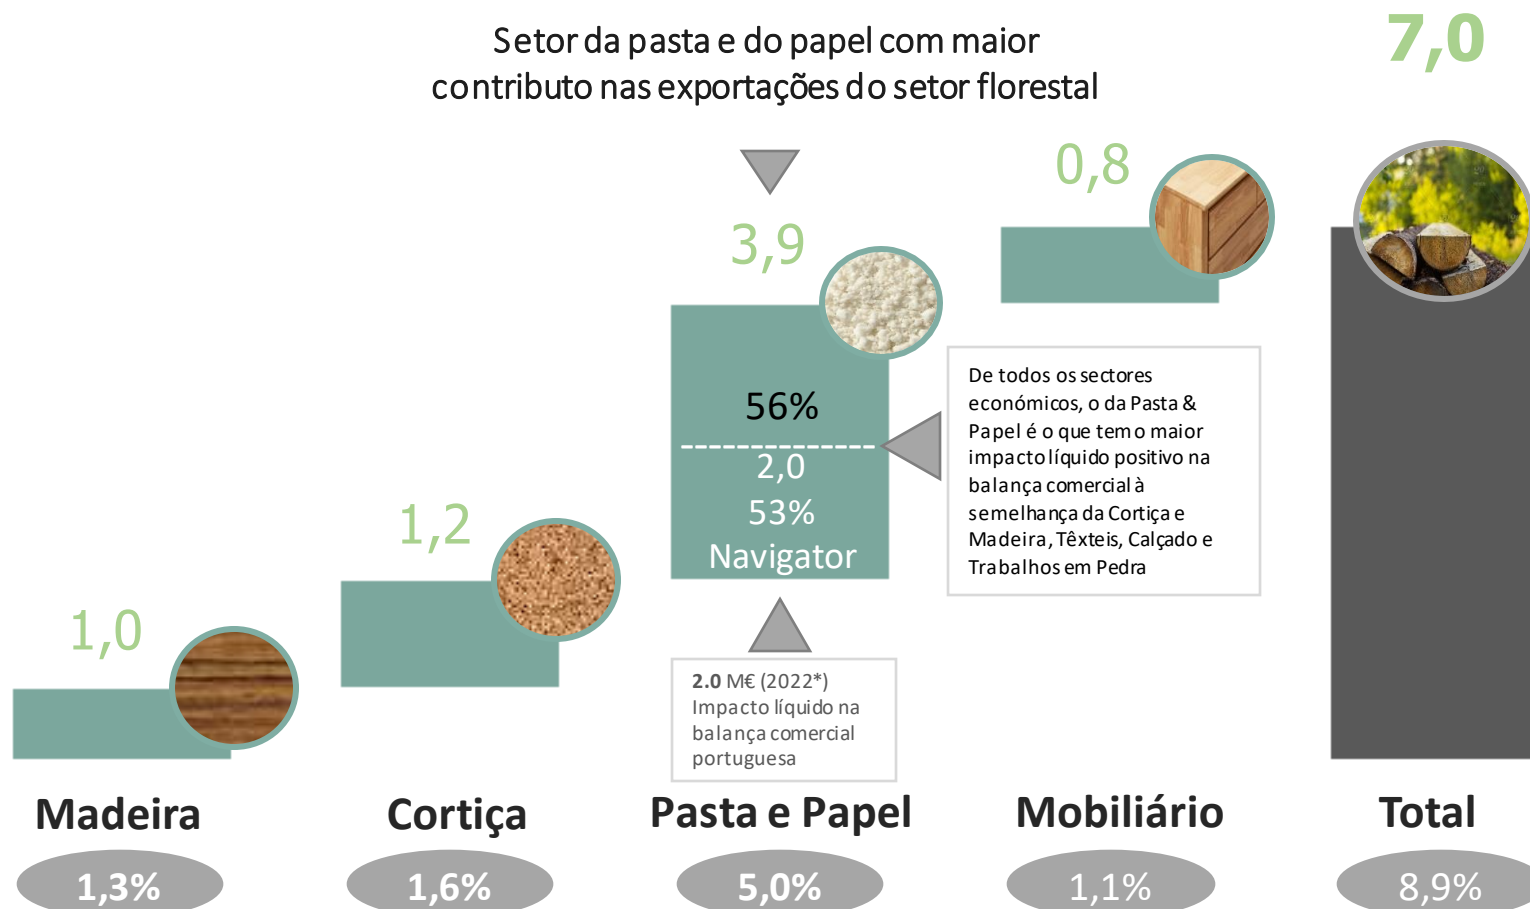 Setor da pasta e do papel com maior
contributo nas exportações do setor florestal
7,0
0,8
3,9
1,2
1,0
56%
2,0
53%
Navigator
De todos os sectores
económicos, o da Pasta &
Papel é o que tem o maior
impacto líquido positivo na
balança comercial à
semelhança da Cortiça e
Madeira, Têxteis, Calçado e
Trabalhos em Pedra
2.0 M€ (2022*)
Impacto líquido na
balança comercial
portuguesa
Madeira
Cortiça
Pasta e Papel
Mobiliário
Total
1,3%
1,6%
5,0%
1,1%
8,9%